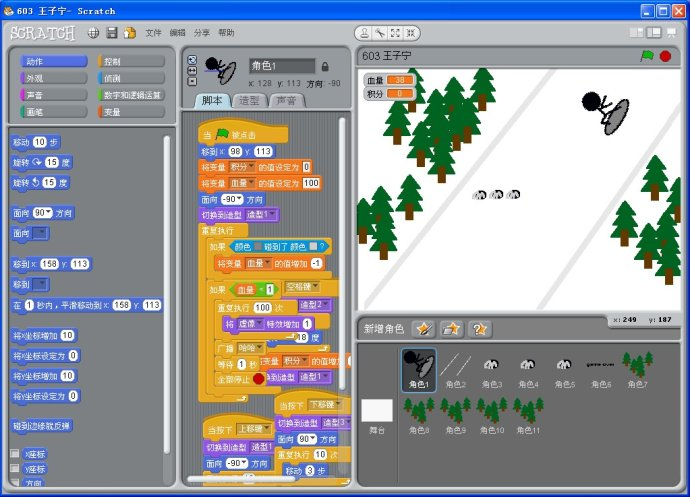 603 王子宁- Scratch
SCRATCH 文件 编辑 分享 帮助
动作 控制
外观 侦测
声音 数字和逻辑运算
画笔 变量
移动 10 步
旋转 15 度
旋转 15 度
面向 90 方向
面向
移到 x: 158 y: 113
移到
在 1 秒内,平滑移动到 x: 158 y: 113
将x坐标增加 10
将x坐标设定为 0
将y坐标增加 10
将y坐标设定为 0
碰到边缘就反弹
x座标
y座标
方向
角色1
x: 128 y: 113 方向: -90
脚本 造型 声音
当 被点击
移到 x: 98 y: 113
将变量 积分 的值设定为 0
将变量 血量 的值设定为 100
面向 -90 方向
切换到造型 造型1
重复执行
如果 颜色 碰到了 颜色 ?
将变量 血量 的值增加 -1
如果 血量 < 1 空格键
重复执行 100 次 造型2
将 虚像 特效增加 1
18 度
广播 哈哈
等待 1 秒 变量 积分 的值增加
全部停止 换到造型 造型1
当按下 下移键
当按下 上移键 切换到造型 造型3
切换到造型 造型1 面向 90 方向
面向 -90 方向 重复执行 10 次
移动 3 步
603 王子宁
血量 38
积分 0
x: 249 y: 187
新增角色
角色1 角色2 角色3 角色4 角色5 角色6 角色7
game over
舞台 角色8 角色9 角色10 角色11